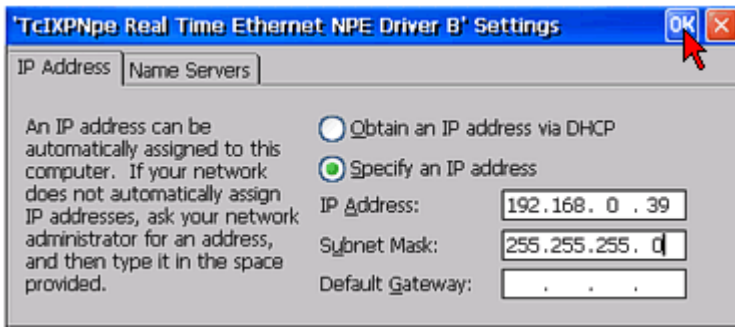 'TcIXPNpe Real Time Ethernet NPE Driver B' Settings OK
IP Address Name Servers
An IP address can be
automatically assigned to this
computer. If your network
does not automatically assign
IP addresses, ask your network
administrator for an address,
and then type it in the space
provided.
Obtain an IP address via DHCP
Specify an IP address
IP Address: 192.168. 0 .39
Subnet Mask: 255.255.255. 0
Default Gateway: . . .